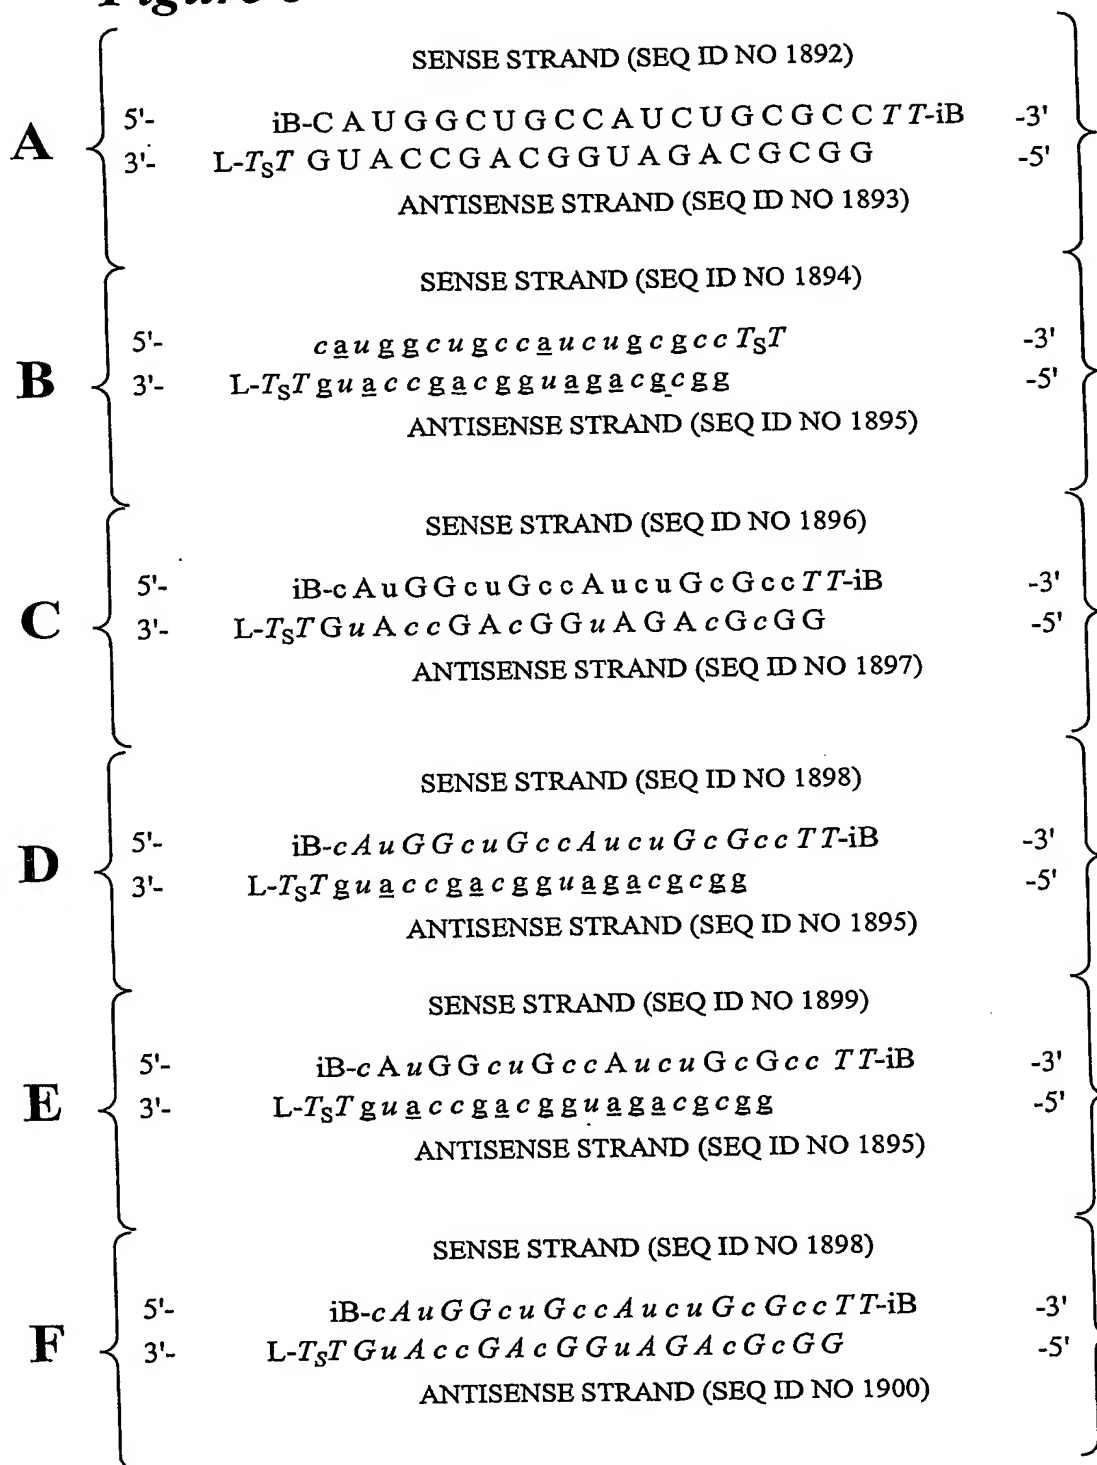 Figure
SENSE STRAND (SEQ ID NO 1892)
A
5'- iB-C A U G G C U G C C A U C U G C G C C T T-iB -3'
3'- L-TST G U A C C G A C G G U A G A C G C G G -5'
ANTISENSE STRAND (SEQ ID NO 1893)
SENSE STRAND (SEQ ID NO 1894)
B
5'- c a u g g c u g c c a u c u g c g c c TST -3'
3'- L-TST g u a c c g a c g g u a g a c g c g g -5'
ANTISENSE STRAND (SEQ ID NO 1895)
SENSE STRAND (SEQ ID NO 1896)
C
5'- iB-c A u G G c u G c c A u c u G c G c c T T-iB -3'
3'- L-TST G u A c c G A c G G u A G A c G c G G -5'
ANTISENSE STRAND (SEQ ID NO 1897)
SENSE STRAND (SEQ ID NO 1898)
D
5'- iB-c A u G G c u G c c A u c u G c G c c T T-iB -3'
3'- L-TST g u a c c g a c g g u a g a c g c g g -5'
ANTISENSE STRAND (SEQ ID NO 1895)
SENSE STRAND (SEQ ID NO 1899)
E
5'- iB-c A u G G c u G c c A u c u G c G c c T T-iB -3'
3'- L-TST g u a c c g a c g g u a g a c g c g g -5'
ANTISENSE STRAND (SEQ ID NO 1895)
SENSE STRAND (SEQ ID NO 1898)
F
5'- iB-c A u G G c u G c c A u c u G c G c c T T-iB -3'
3'- L-TST G u A c c G A c G G u A G A c G c G G -5'
ANTISENSE STRAND (SEQ ID NO 1900)